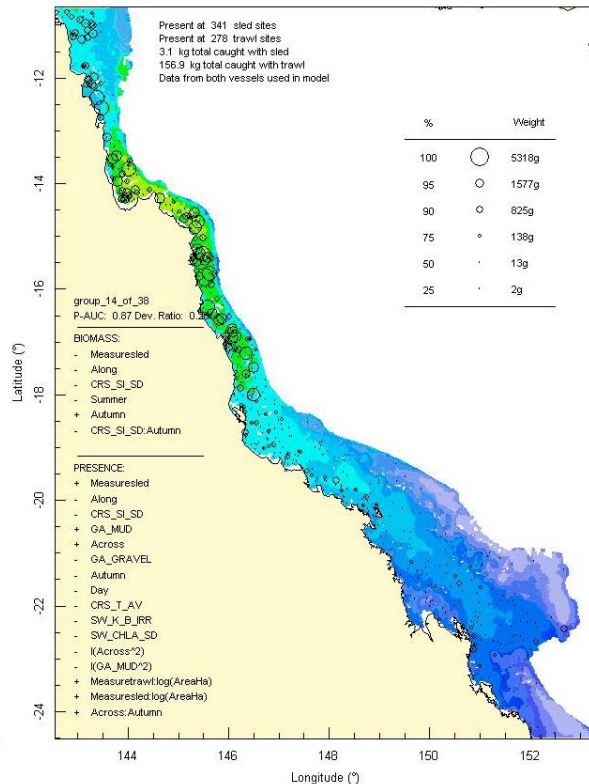 Present at 341 sled sites
Present at 278 trawl sites
3.1 kg total caught with sled
156.9 kg total caught with trawl
Data from both vessels used in model
% Weight
100 5318g
95 1577g
90 825g
75 138g
50 13g
25 2g
group_14_of_38
P-AUC: 0.87 Dev. Ratio:
BIOMASS:
- Measuresled
- Along
- CRS_SI_SD
- Summer
+ Autumn
- CRS_SI_SD:Autumn
PRESENCE:
+ Measuresled
- Along
- CRS_SI_SD
+ GA_MUD
+ Across
- GA_GRAVEL
- Autumn
- Day
- CRS_T_AV
- SW_K_B_IRR
- SW_CHLA_SD
- I(Across^2)
- I(GA_MUD^2)
+ Measuretrawl:log(AreaHa)
+ Measuresled:log(AreaHa)
+ Across:Autumn
Latitude (°)
-12
-14
-16
-18
-20
-22
-24
144 146 148 150 152
Longitude (°)